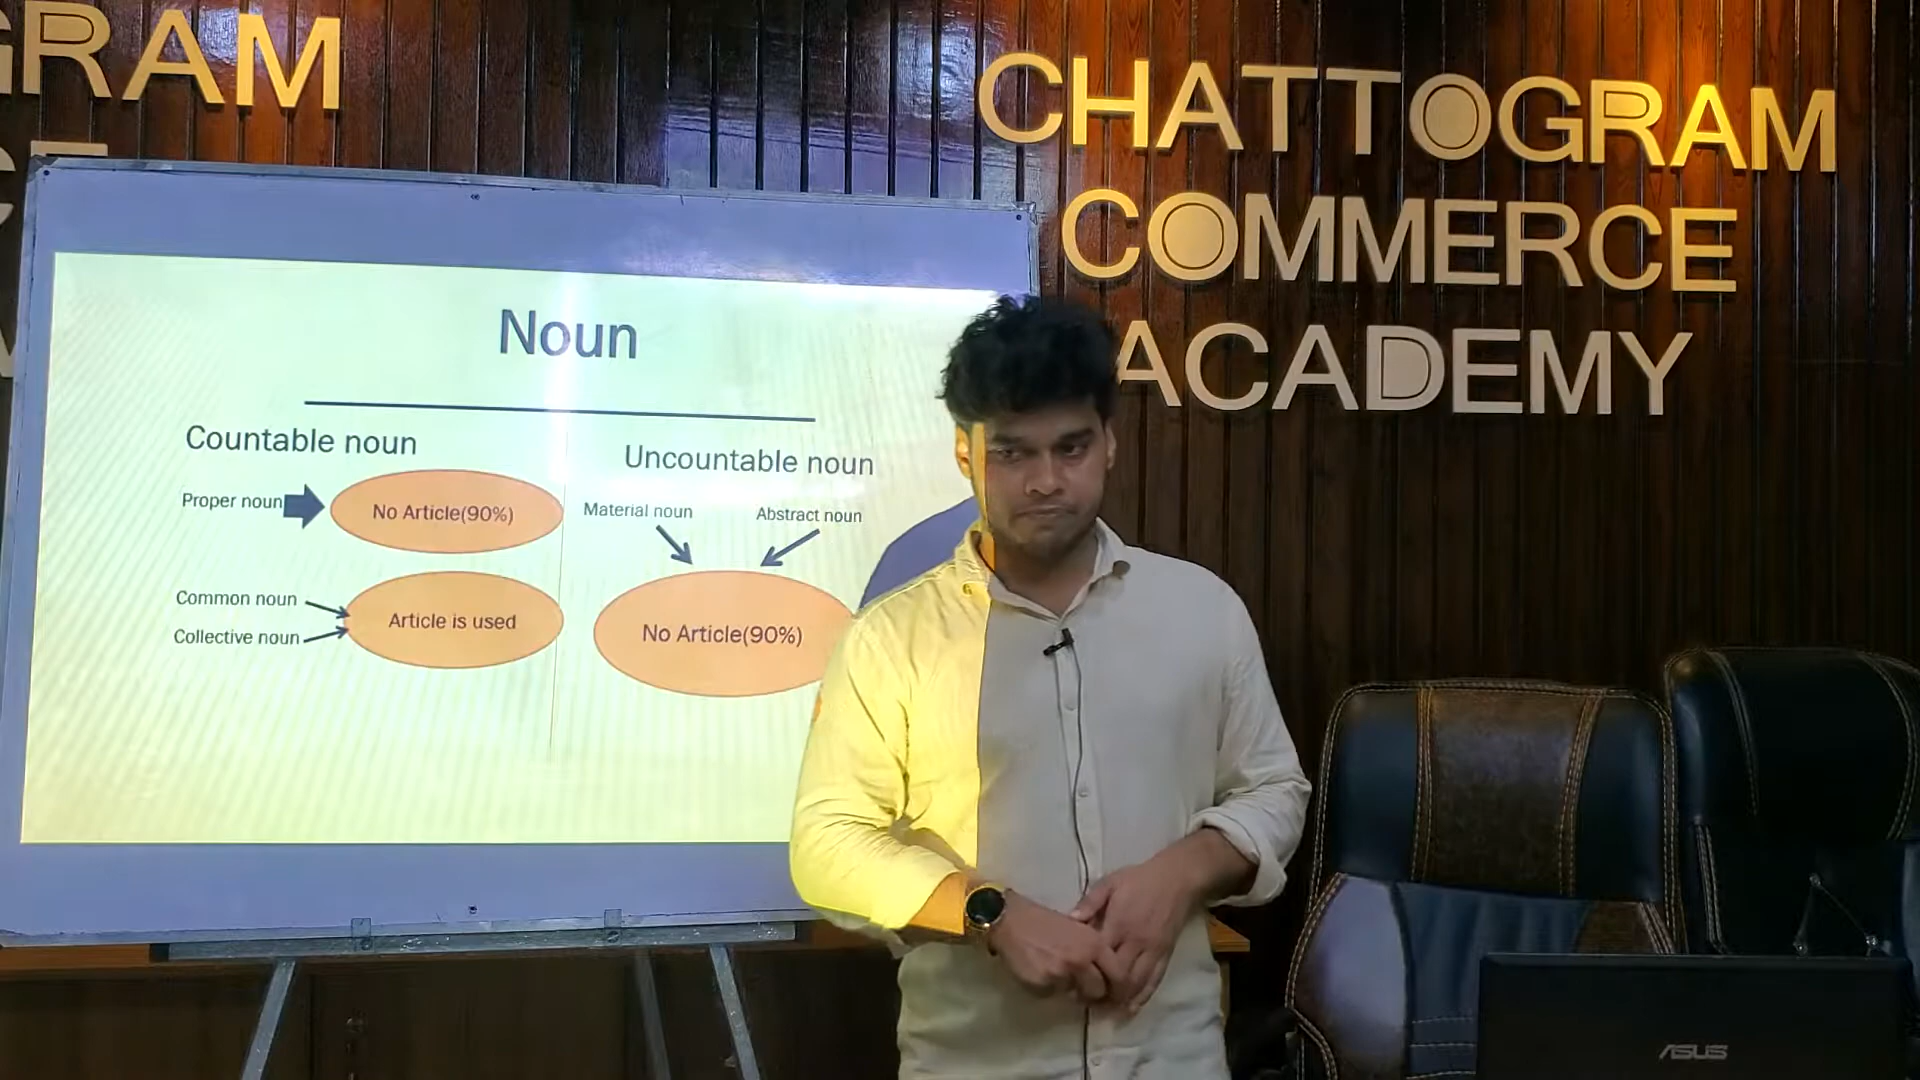 GRAM
CHATTOGRAM
COMMERCE
ACADEMY
Noun
Countable noun
Uncountable noun
Proper noun
No Article(90%)
Material noun
Abstract noun
Common noun
Collective noun
Article is used
No Article(90%)
ASUS